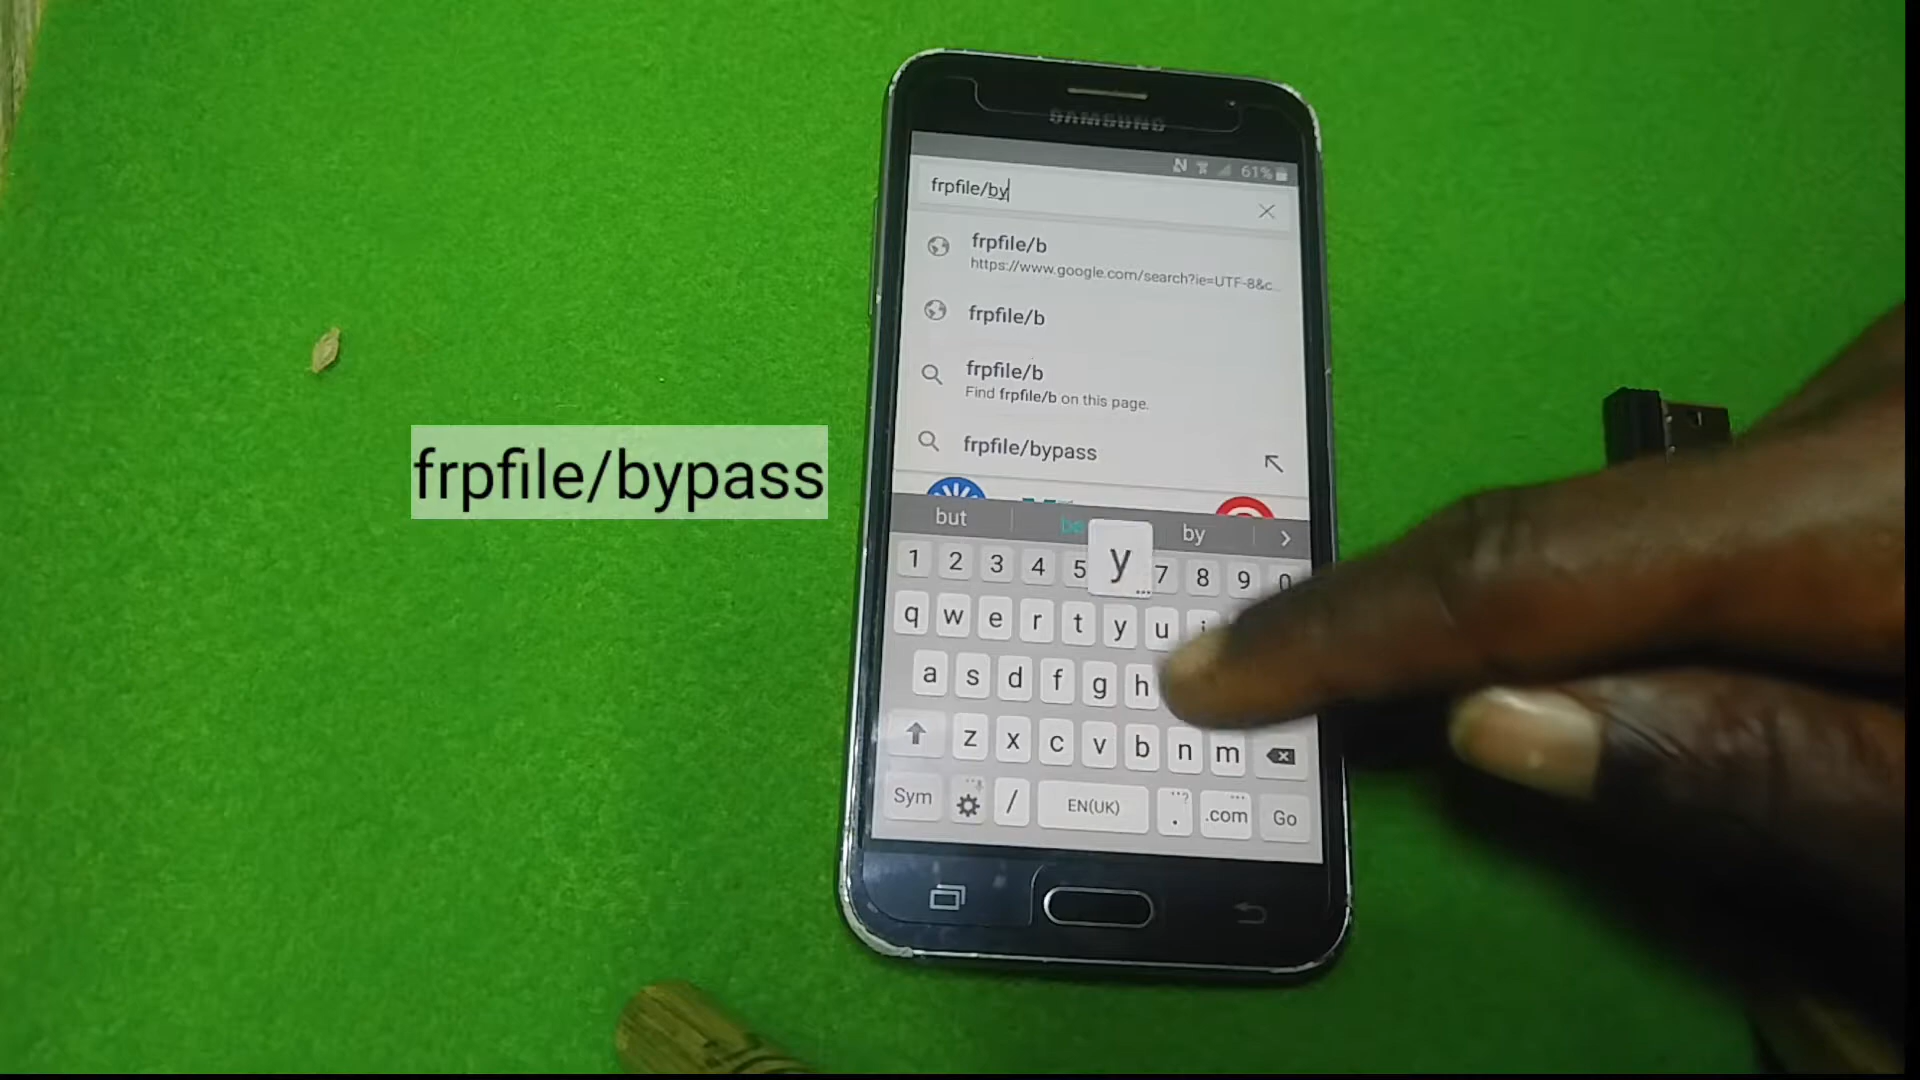 SAMSUNG
61%
frpfile/by
frpfile/b
https://www.google.com/search?ie=UTF-8&c...
frpfile/b
frpfile/b
Find frpfile/b on this page.
frpfile/bypass
frpfile/bypass
but
by
y
1 2 3 4 5 7 8 9 0
q w e r t y u i
a s d f g h
z x c v b n m
Sym / EN(UK) . .com Go